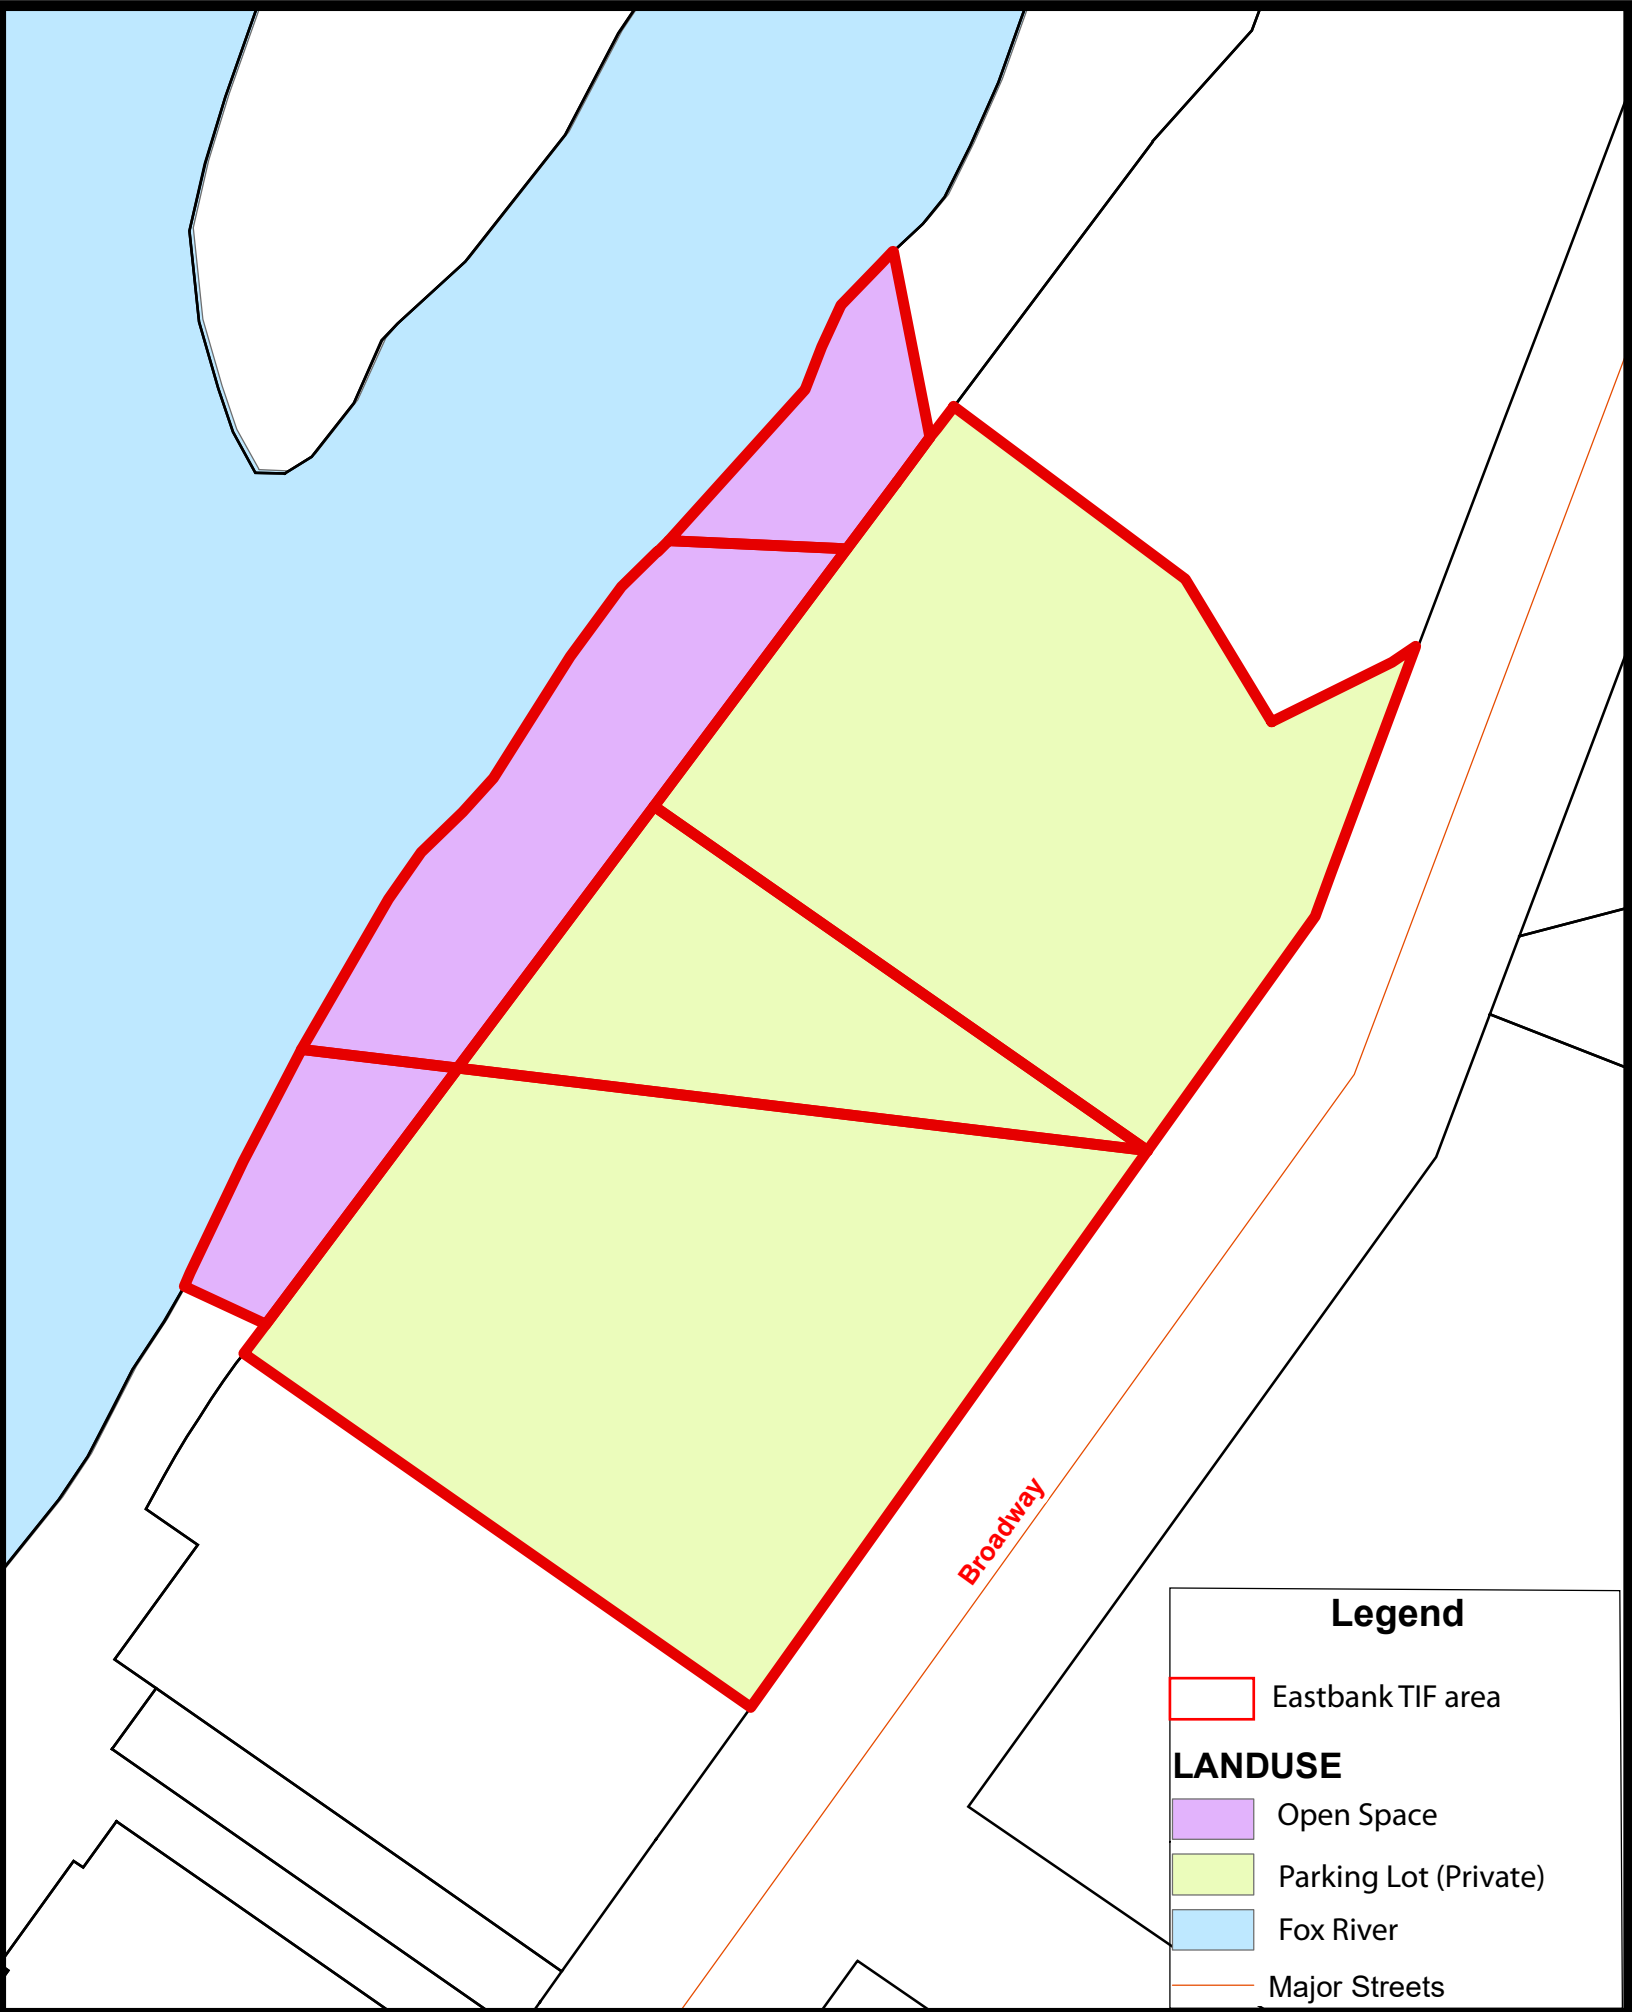 Broadway
Legend
Eastbank TIF area
LANDUSE
Open Space
Parking Lot (Private)
Fox River
Major Streets